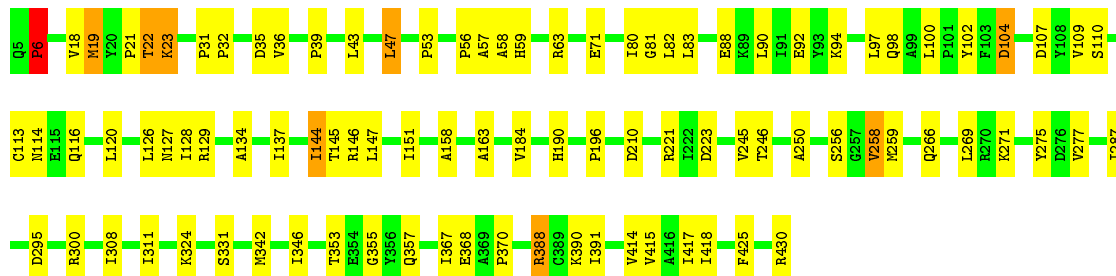 Q5 P6 V18 M19 Y20 P21 T22 K23 P31 P32 D35 V36 P39 L43 L47 P53 P56 A57 A58 H59 R63 E71 I80 G81 L82 L83 E88 K89 L90 I91 E92 Y93 K94 L97 Q98 A99 L100 P101 Y102 F103 D104 D107 Y108 V109 S110
C113 N114 E115 Q116 L120 L126 N127 I128 R129 A134 I137 I144 T145 R146 L147 I151 A158 A163 V184 H190 P196 D210 R221 I222 D223 V245 T246 A250 S256 G257 V258 M259 Q266 L269 R270 K271 Y275 D276 V277
D295 R300 I308 I311 K324 S331 M342 I346 T353 E354 G355 Y356 Q357 I367 E368 A369 P370 R388 C389 K390 I391 V414 V415 A416 I417 I418 F425 R430